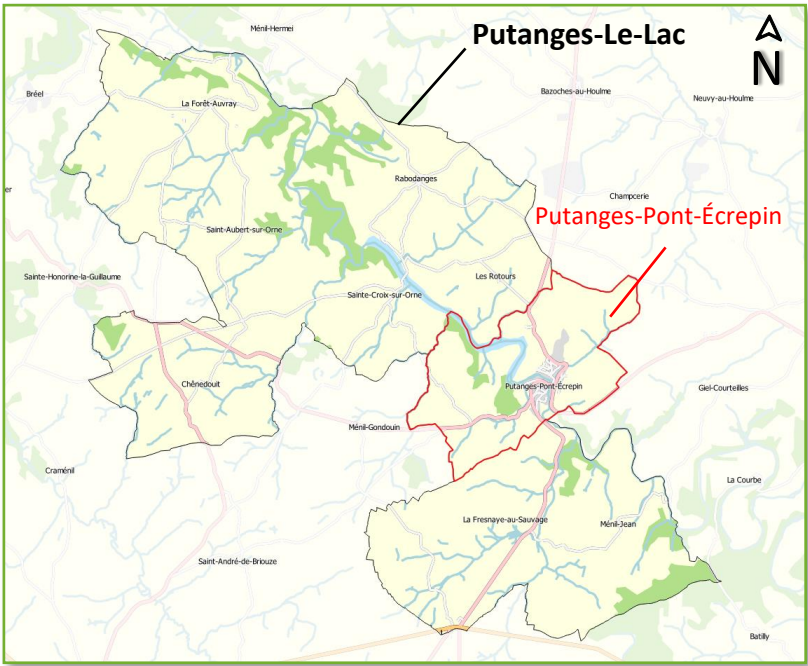 Ménil-Hermei
Putanges-Le-Lac
N
Bréel
La Forêt-Auvray
Bazoches-au-Houlme
Neuvy-au-Houlme
Rabodanges
Champcerie
Putanges-Pont-Écrepin
Saint-Aubert-sur-Orne
Sainte-Honorine-la-Guillaume
Les Rotours
Sainte-Croix-sur-Orne
Chênedouit
Putanges-Pont-Écrepin
Giel-Courteilles
Ménil-Gondouin
Craménil
La Courbe
La Fresnaye-au-Sauvage
Ménil-Jean
Saint-André-de-Briouze
Batilly